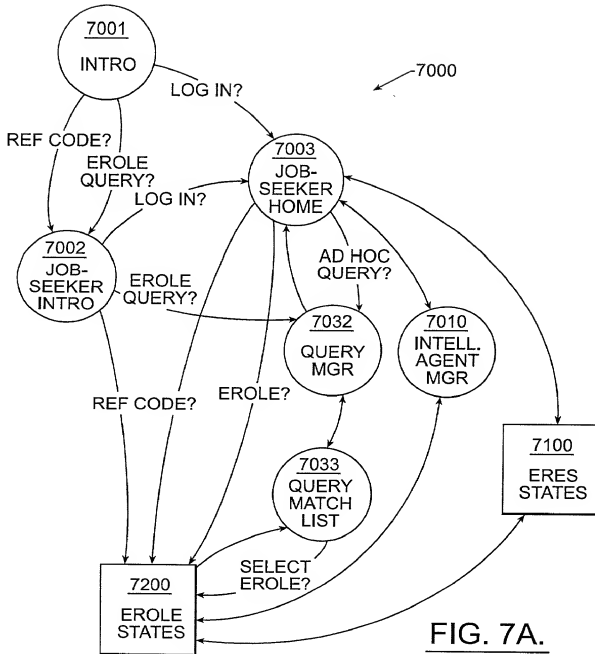 7001
INTRO
7000
LOG IN?
REF CODE?
EROLE
QUERY?
LOG IN?
7003
JOB-
SEEKER
HOME
7002
JOB-
SEEKER
INTRO
AD HOC
QUERY?
EROLE
QUERY?
7032
QUERY
MGR
7010
INTELL.
AGENT
MGR
REF CODE?
EROLE?
7100
ERES
STATES
7033
QUERY
MATCH
LIST
SELECT
EROLE?
7200
EROLE
STATES
FIG. 7A.